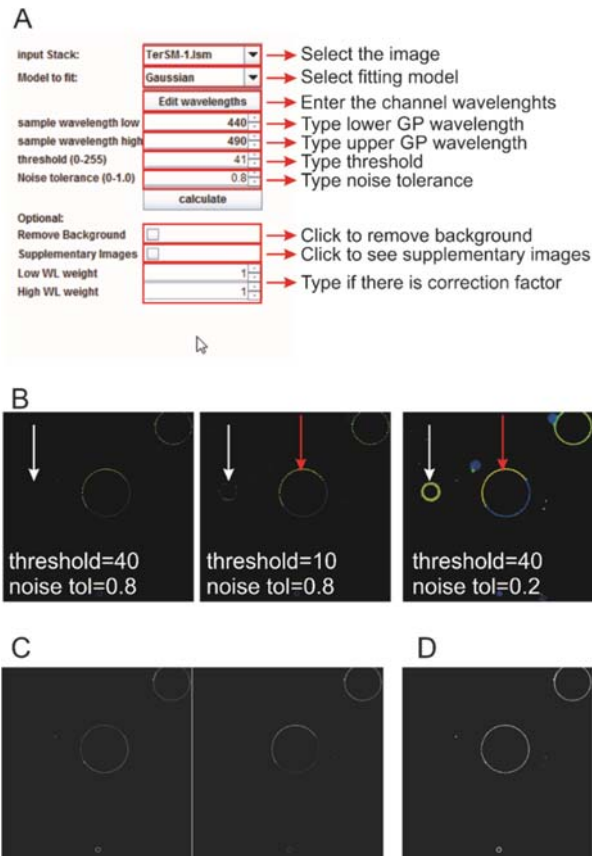 A
input Stack: TerSM-1.lsm Select the image
Model to fit: Gaussian Select fitting model
Edit wavelengths Enter the channel wavelenghts
sample wavelength low 440 Type lower GP wavelength
sample wavelength high 490 Type upper GP wavelength
threshold (0-255) 41 Type threshold
Noise tolerance (0-1.0) 0.8 Type noise tolerance
calculate
Optional:
Remove Background Click to remove background
Supplementary Images Click to see supplementary images
Low WL weight 1
Type if there is correction factor
High WL weight 1
B
threshold=40
noise tol=0.8
threshold=10
noise tol=0.8
threshold=40
noise tol=0.2
C
D